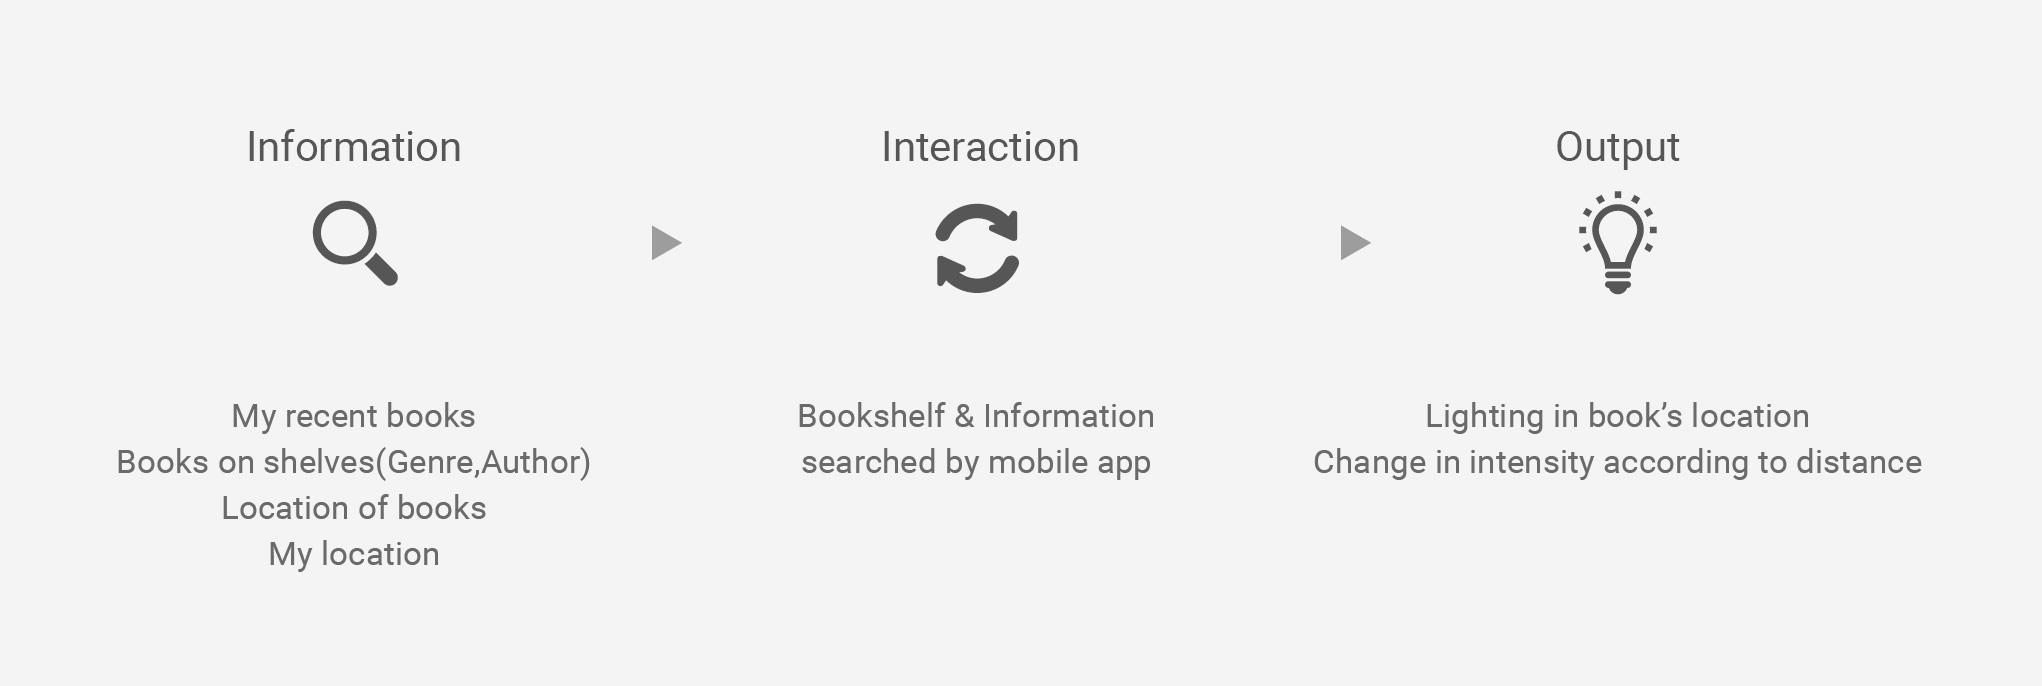 Information
My recent books
Books on shelves(Genre,Author)
Location of books
My location
Interaction
Bookshelf & Information
searched by mobile app
Output
Lighting in book’s location
Change in intensity according to distance